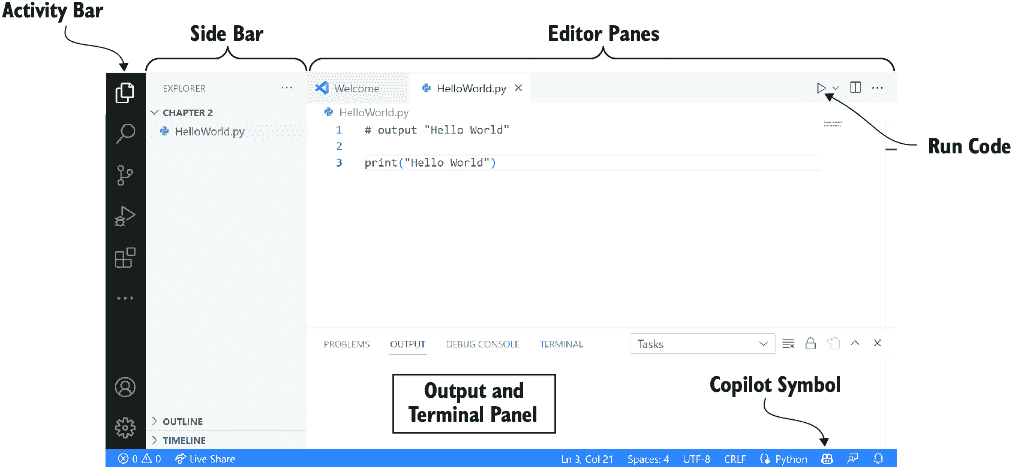 Activity Bar
Side Bar
Editor Panes
EXPLORER
Welcome
HelloWorld.py
CHAPTER 2
HelloWorld.py
HelloWorld.py
1 # output "Hello World"
2
3 print("Hello World")
Run Code
PROBLEMS OUTPUT DEBUG CONSOLE TERMINAL
Tasks
Output and
Terminal Panel
Copilot Symbol
OUTLINE
TIMELINE
0 0 Live Share
Ln 3, Col 21 Spaces: 4 UTF-8 CRLF Python